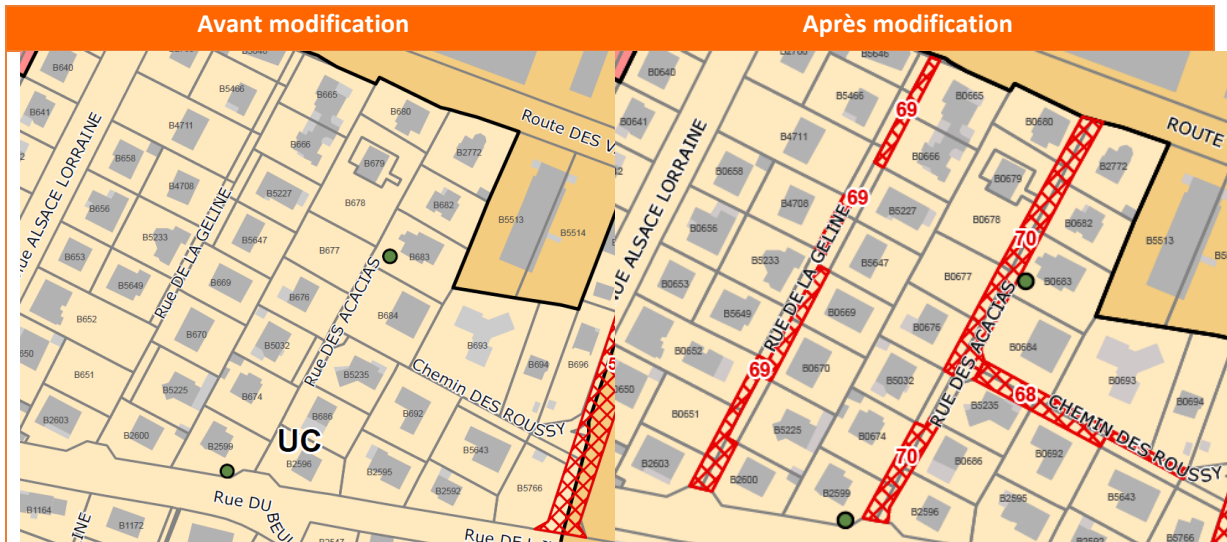 Avant modification
Après modification
B640
B5466
B665
B680
Route DES V
B641
B4711
B666
B679
B2772
B658
B4708
B5227
B678
B682
B5513
B5514
B656
B5233
B5647
B677
B683
B653
B5649
B669
B676
B684
B652
B670
B693
B694
B696
B651
B5225
B5032
B5235
Chemin DES ROUSSY
B2603
B2600
B674
B686
B692
B2599
UC
B2596
B2595
B5643
B2592
B5766
B1164
B1172
Rue DU
BEU
Rue ALSACE LORRAINE
Rue DE LA GELINE
Rue DES ACACIAS
B5646
B0640
B5466
B0665
B0680
ROUTE
B0641
B4711
B0666
B0679
B2772
B0658
B4708
B5227
B0678
B0682
B5513
B0656
B5233
B5647
B0677
B0683
B0653
B5649
B0669
B0676
B0684
B0652
B0670
B0693
B0694
B0651
B5225
B5032
B5235
B2603
B2600
B0674
B0686
B0692
B2599
B2596
B2595
B5643
B5766
69
69
69
70
70
68
RUE ALSACE LORRAINE
RUE DE LA GELINE
RUE DES ACACIAS
CHEMIN DES ROUSSY